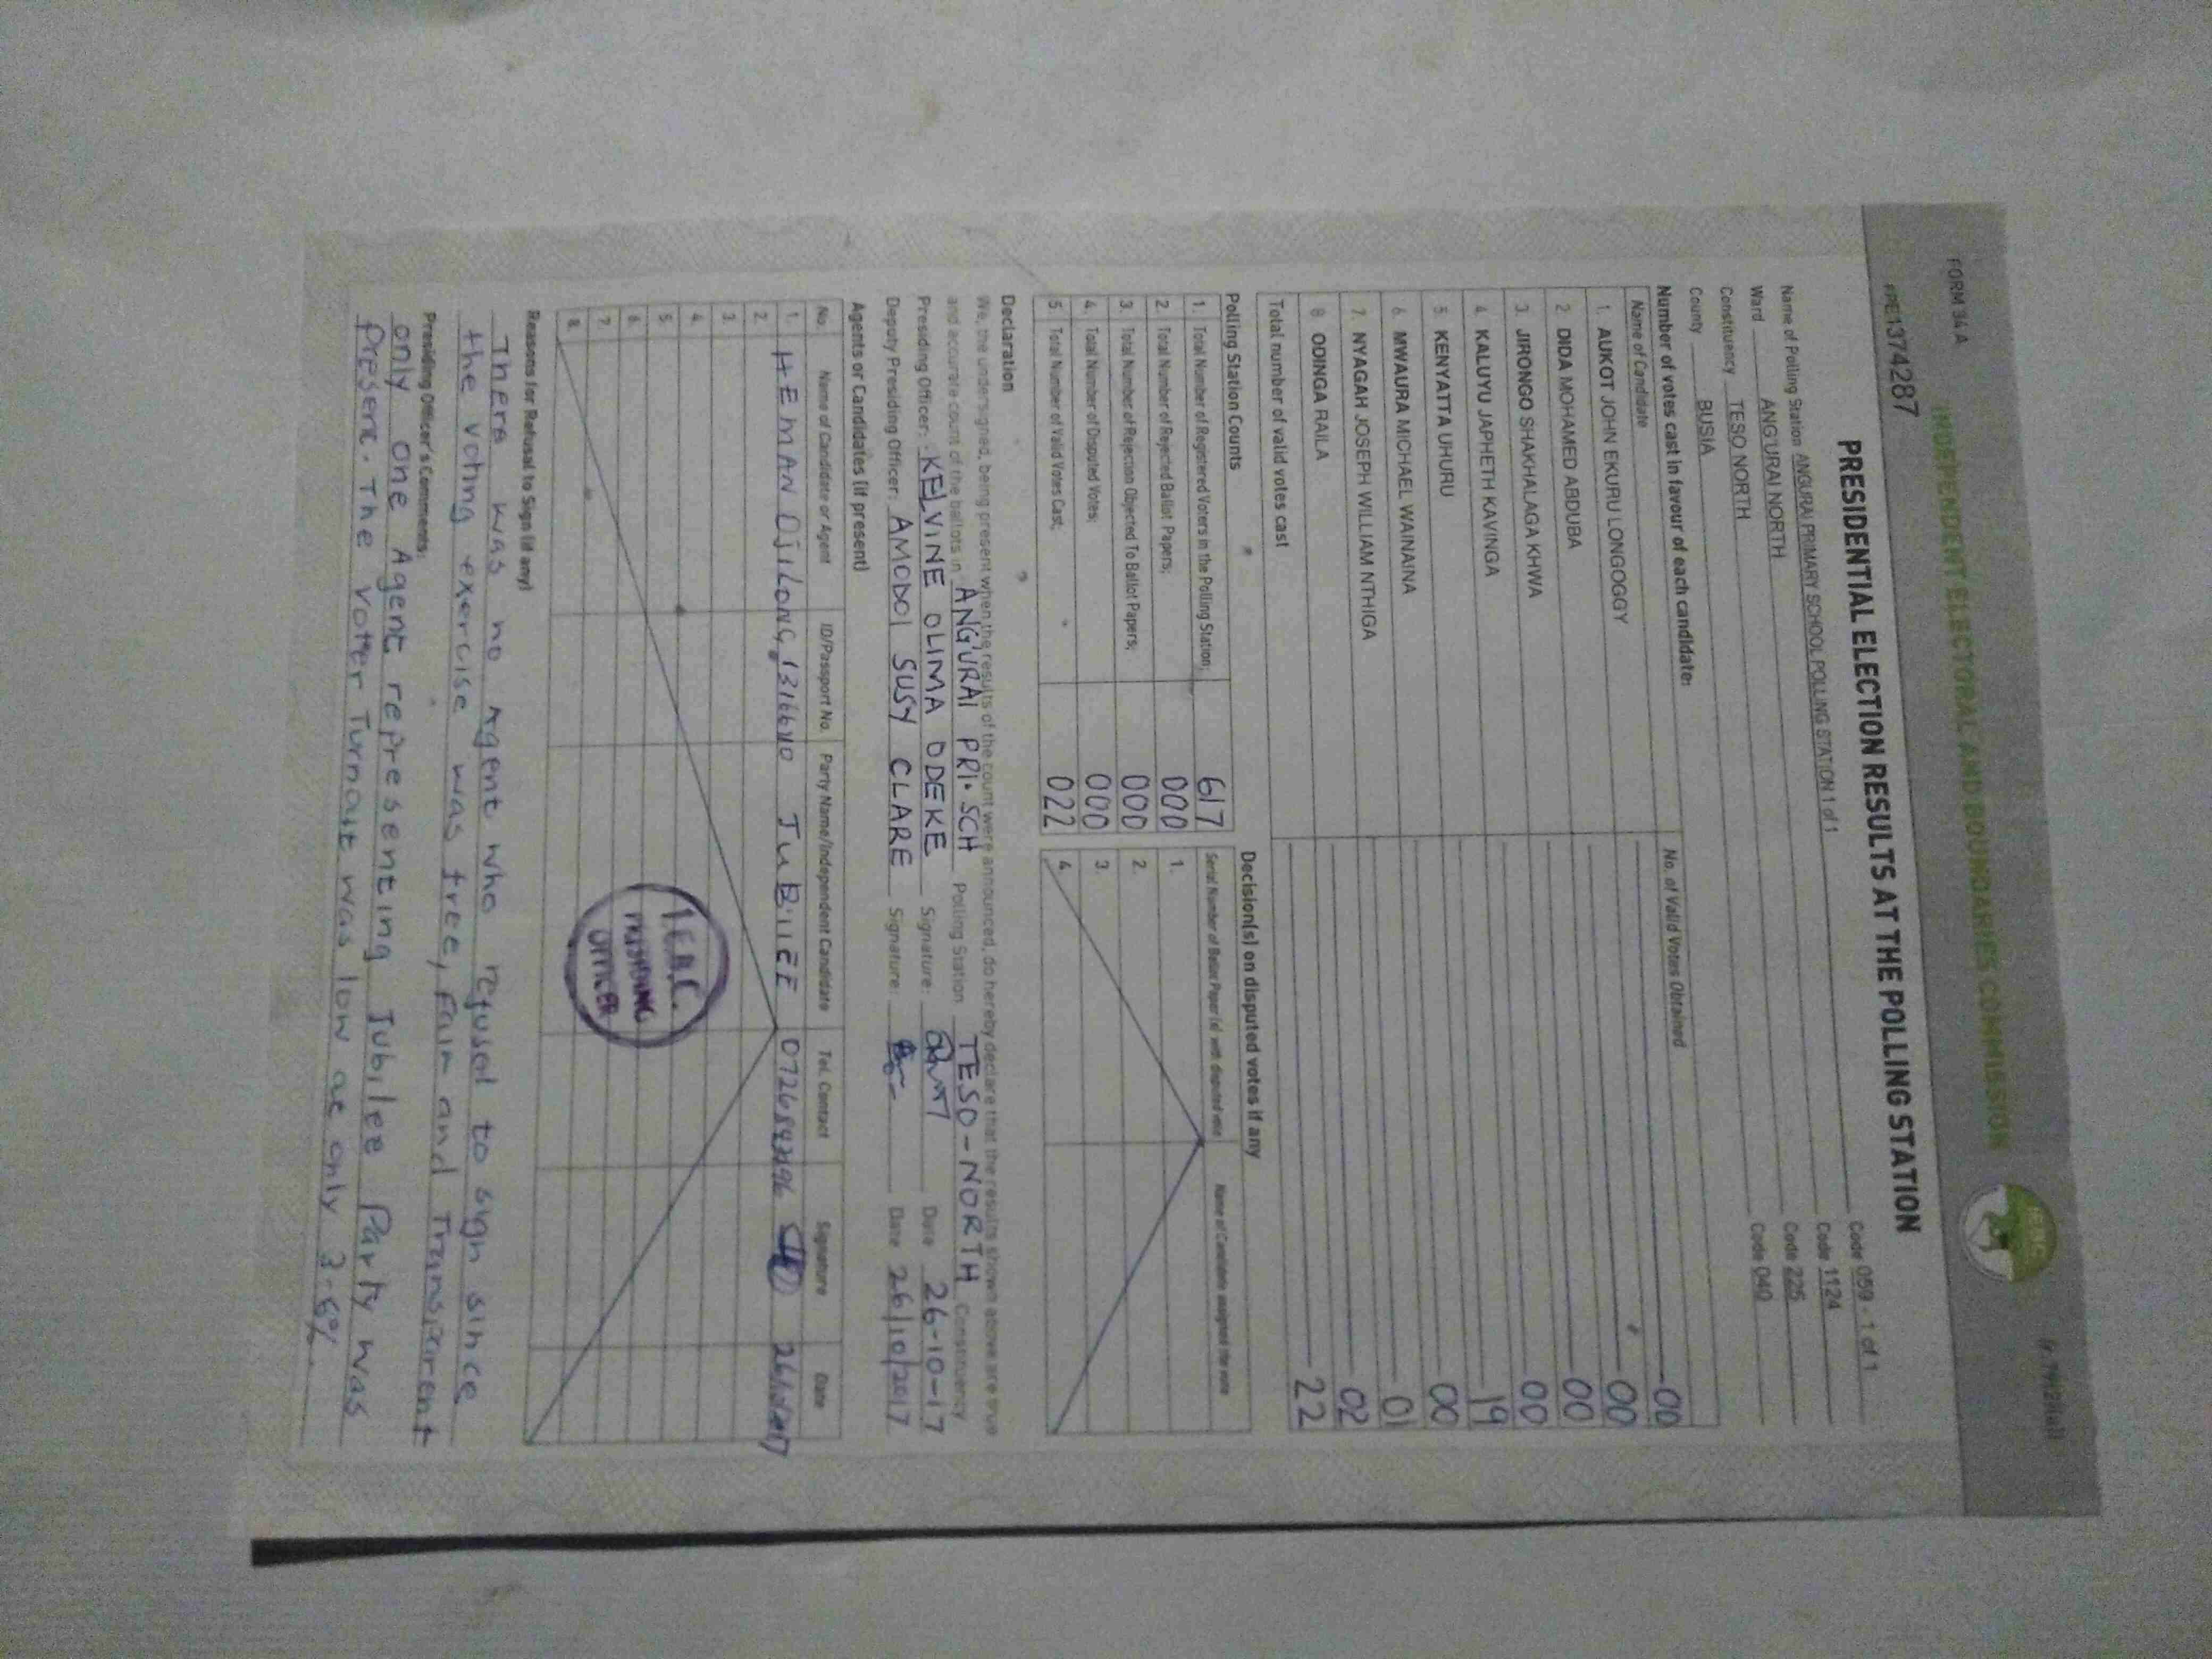 FORM 34A
INDEPENDENT ELECTORAL AND BOUNDARIES COMMISSION
IEBC
PE1374287
PRESIDENTIAL ELECTION RESULTS AT THE POLLING STATION
Name of Polling Station ANGURAI PRIMARY SCHOOL POLLING STATION 1 of 1 Code 059 - 1 of 1
Ward ANG'URAI NORTH Code 1124
Constituency TESO NORTH Code 225
County BUSIA Code 040
Number of votes cast in favour of each candidate:
Name of Candidate No. of Valid Votes Obtained
1. AUKOT JOHN EKURU LONGOGGY 00
2. DIDA MOHAMED ABDUBA 00
3. JIRONGO SHAKHALAGA KHWA 00
4. KALUYU JAPHETH KAVINGA 00
5. KENYATTA UHURU 19
6. MWAURA MICHAEL WAINAINA 00
7. NYAGAH JOSEPH WILLIAM NTHIGA 01
8. ODINGA RAILA 02
Total number of valid votes cast 22
Polling Station Counts
1. Total Number of Registered Voters in the Polling Station; 617
2. Total Number of Rejected Ballot Papers; 000
3. Total Number of Rejection Objected To Ballot Papers; 000
4. Total Number of Disputed Votes; 000
5. Total Number of Valid Votes Cast; 022
Decision(s) on disputed votes if any
Serial Number of Ballot Paper (s) with disputed vote Name of Candidate assigned the vote
1.
2.
3.
4.
Declaration
We, the undersigned, being present when the results of the count were announced, do hereby declare that the results shown above are true
and accurate count of the ballots in ANG'URAI PRI. SCH Polling Station TESO-NORTH Constituency
Presiding Officer: KELVINE OLIMA ODEKE Signature: Date 26-10-17
Deputy Presiding Officer: AMODOI SUSY CLARE Signature: Date 26/10/2017
Agents or Candidates (if present)
No Name of Candidate or Agent ID/Passport No. Party Name/Independent Candidate Tel. Contact Signature Date
1. HEMAN OJILONG JUBILEE 26/10/2017
2.
3.
4.
5.
6.
7.
8.
I.E.B.C.
PRESIDING
OFFICER
Reasons for Refusal to Sign (if any)
There was no Agent who refused to sign since
the voting exercise was free, Fair and Transparent
Presiding Officer's Comments:
only one Agent representing Jubilee Party was
Present. The Voter Turnout was low at only 3.6%